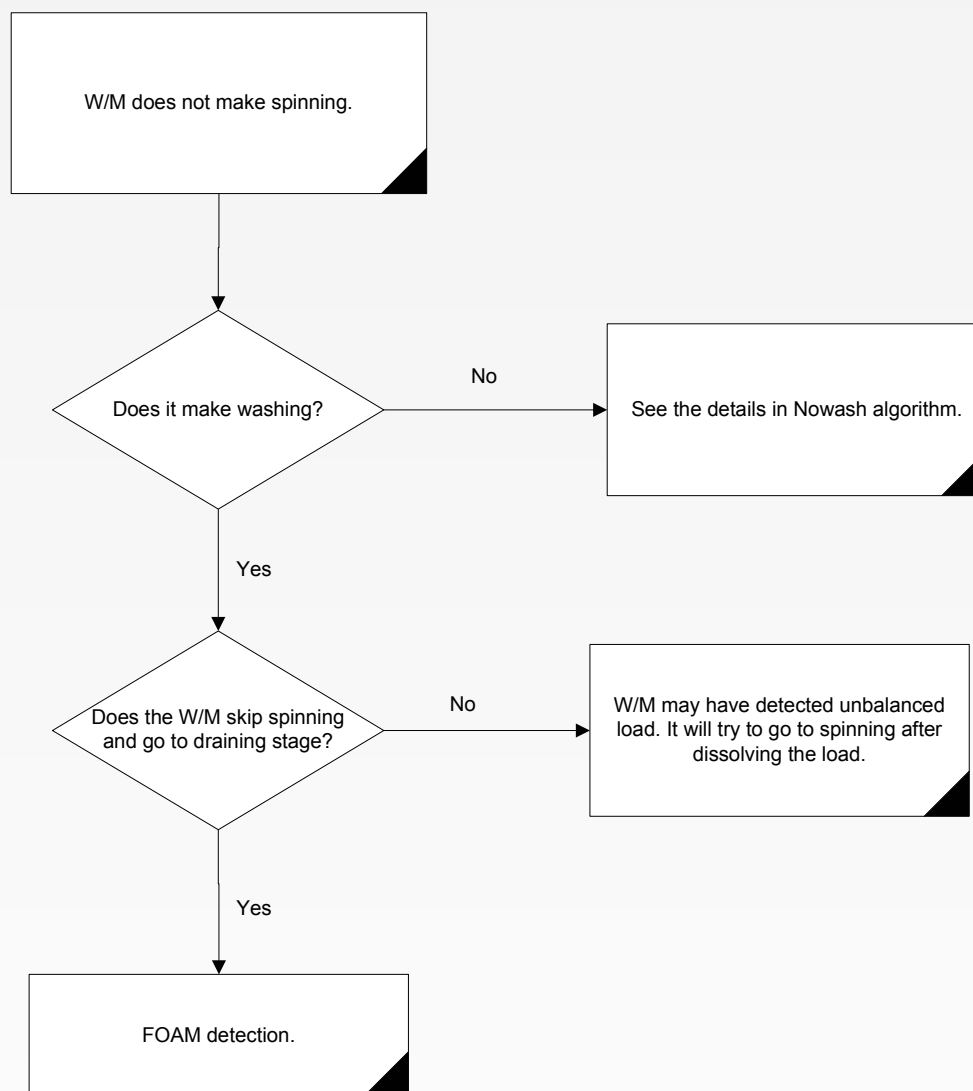 W/M does not make spinning.
Does it make washing?
No
See the details in Nowash algorithm.
Yes
Does the W/M skip spinning
and go to draining stage?
No
W/M may have detected unbalanced
load. It will try to go to spinning after
dissolving the load.
Yes
FOAM detection.